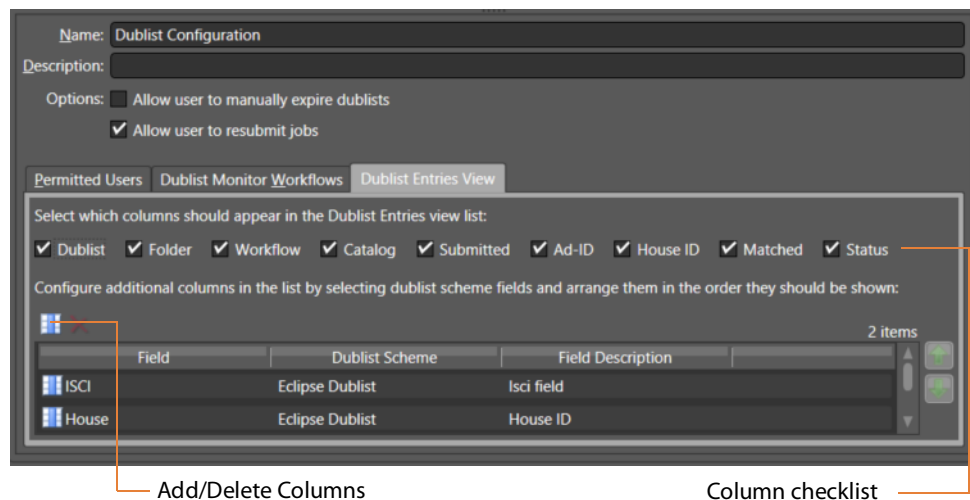 Name: Dublist Configuration
Description:
Options: Allow user to manually expire dublists
Allow user to resubmit jobs
Permitted Users Dublist Monitor Workflows Dublist Entries View
Select which columns should appear in the Dublist Entries view list:
Dublist Folder Workflow Catalog Submitted Ad-ID House ID Matched Status
Configure additional columns in the list by selecting dublist scheme fields and arrange them in the order they should be shown:
2 items
Field Dublist Scheme Field Description
ISCI Eclipse Dublist Isci field
House Eclipse Dublist House ID
Add/Delete Columns Column checklist